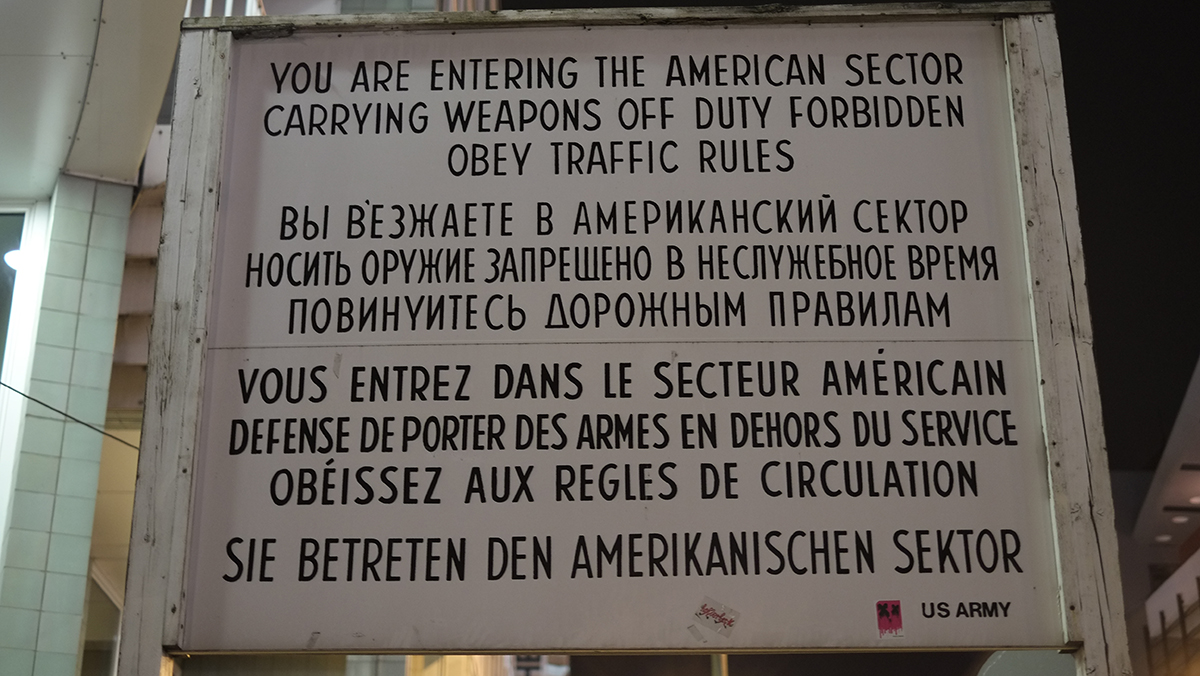 YOU ARE ENTERING THE AMERICAN SECTOR
CARRYING WEAPONS OFF DUTY FORBIDDEN
OBEY TRAFFIC RULES
ВЫ ВЪЕЗЖАЕТЕ В АМЕРИКАНСКИЙ СЕКТОР
НОСИТЬ ОРУЖИЕ ЗАПРЕЩЕНО В НЕСЛУЖЕБНОЕ ВРЕМЯ
ПОВИНУИТЕСЬ ДОРОЖНЫМ ПРАВИЛАМ
VOUS ENTREZ DANS LE SECTEUR AMÉRICAIN
DEFENSE DE PORTER DES ARMES EN DEHORS DU SERVICE
OBÉISSEZ AUX REGLES DE CIRCULATION
SIE BETRETEN DEN AMERIKANISCHEN SEKTOR
US ARMY